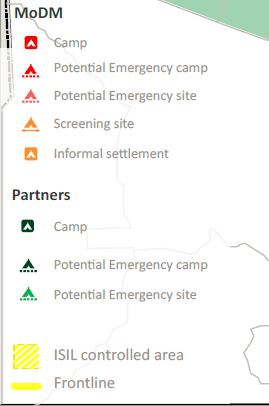 MoDM
Camp
Potential Emergency camp
Potential Emergency site
Screening site
Informal settlement
Partners
Camp
Potential Emergency camp
Potential Emergency site
ISIL controlled area
Frontline